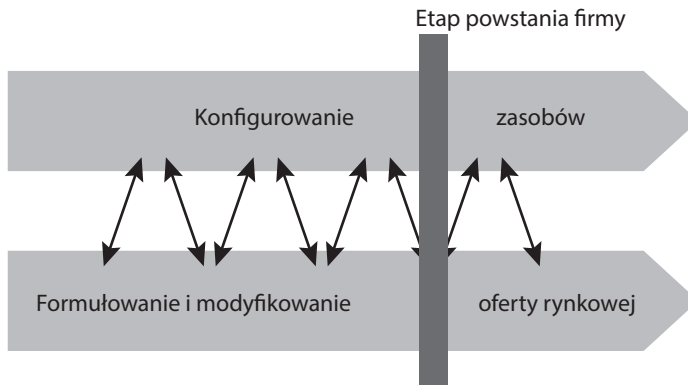 Etap powstania firmy
Konfigurowanie zasobów
Formułowanie i modyfikowanie oferty rynkowej